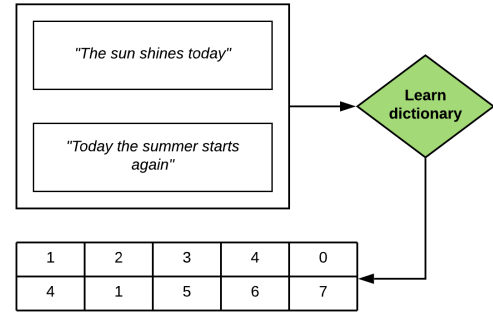 "The sun shines today"
"Today the summer starts
again"
Learn
dictionary
1 2 3 4 0
4 1 5 6 7